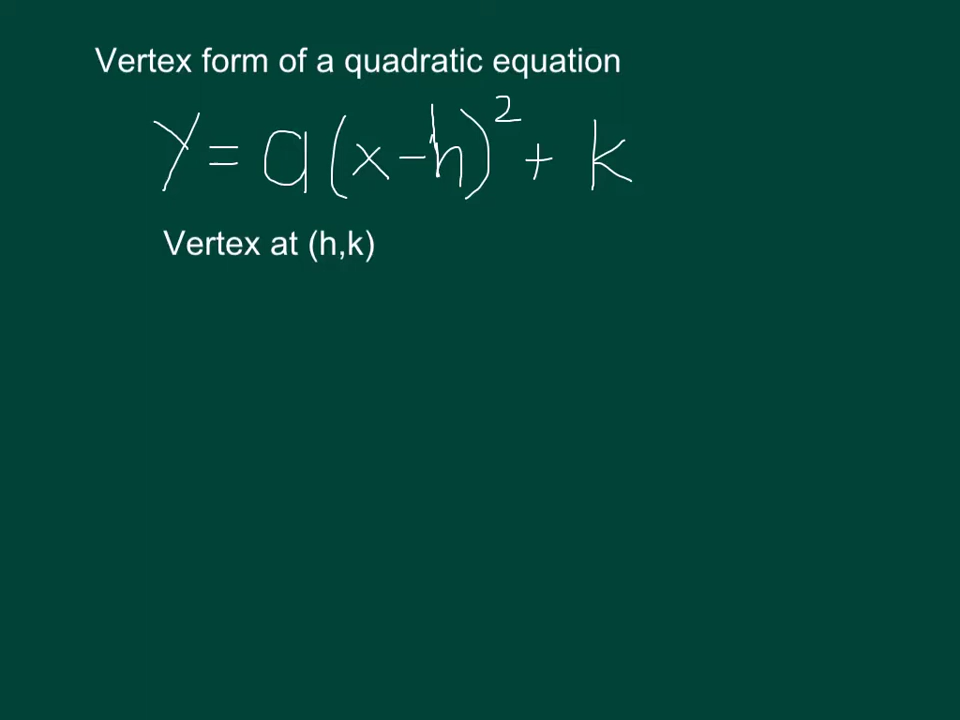 Vertex form of a quadratic equation
y = a(x-h)² + k
Vertex at (h,k)